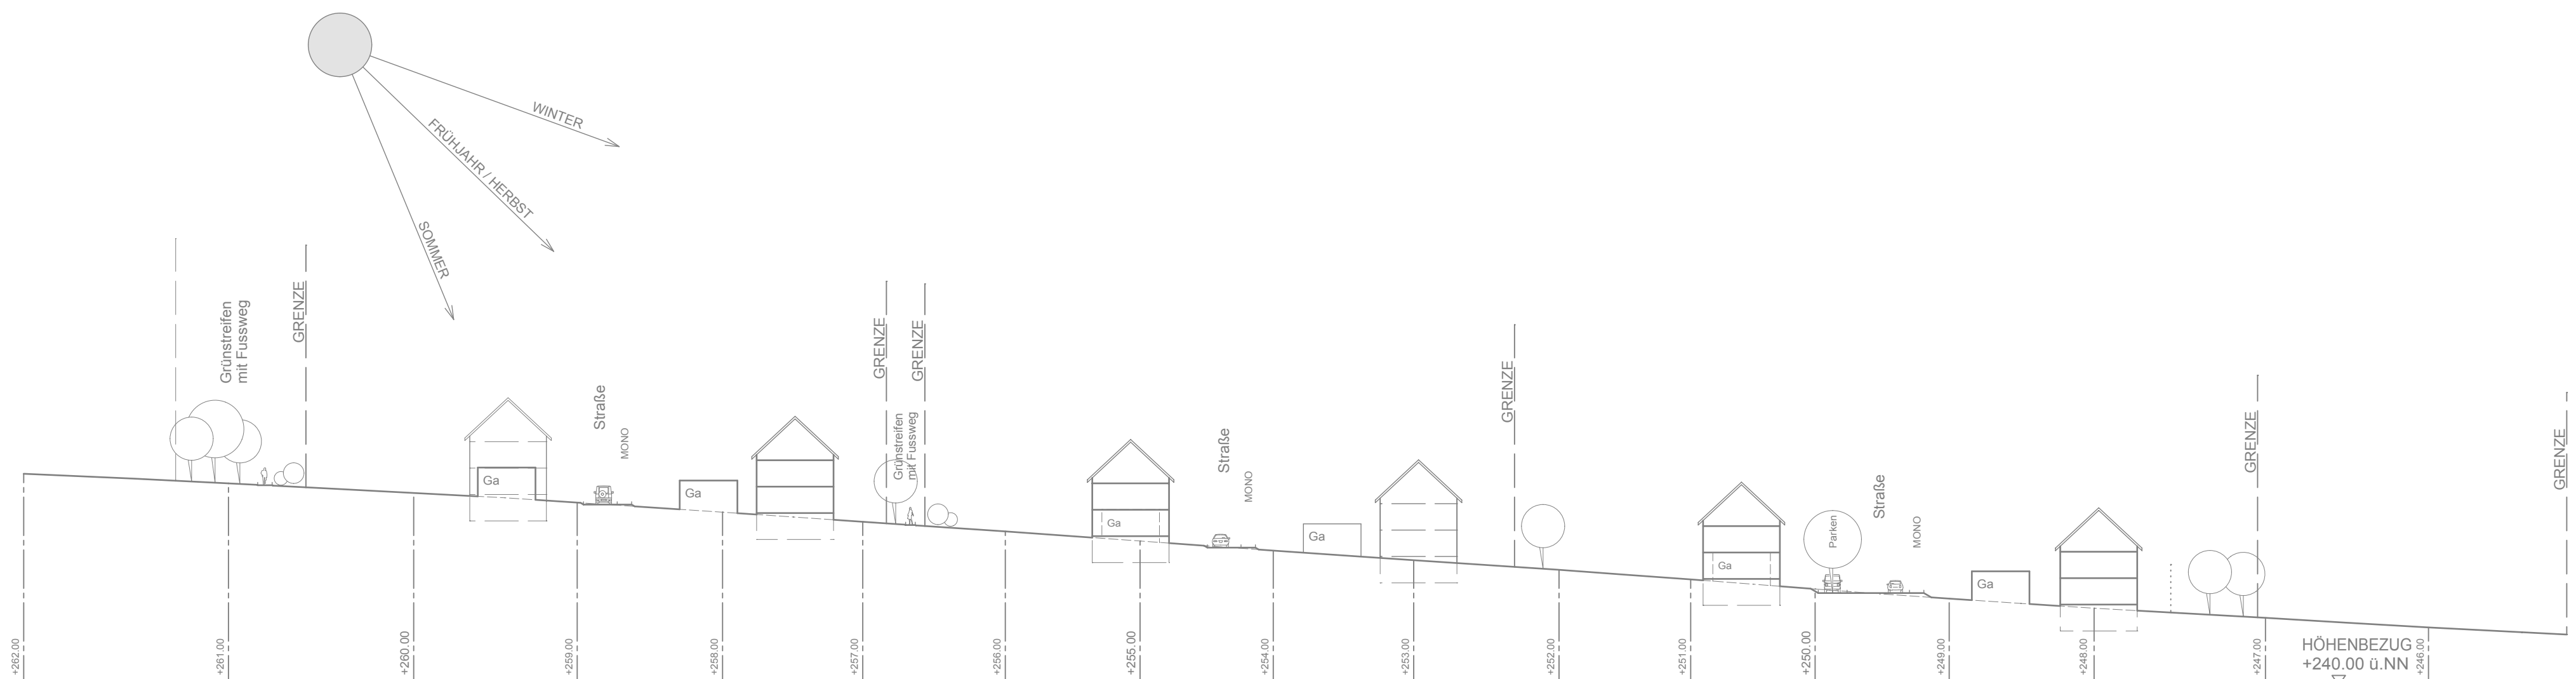 WINTER
FRÜHJAHR / HERBST
SOMMER
Grünstreifen
mit Fussweg
GRENZE
Ga
Straße
MONO
Ga
GRENZE
Grünstreifen
mit Fussweg
GRENZE
Ga
Straße
MONO
Ga
GRENZE
Ga
Parken
Straße
MONO
Ga
GRENZE
GRENZE
+262.00
+261.00
+260.00
+259.00
+258.00
+257.00
+256.00
+255.00
+254.00
+253.00
+252.00
+251.00
+250.00
+249.00
+248.00
+247.00
HÖHENBEZUG
+240.00 ü.NN
+246.00